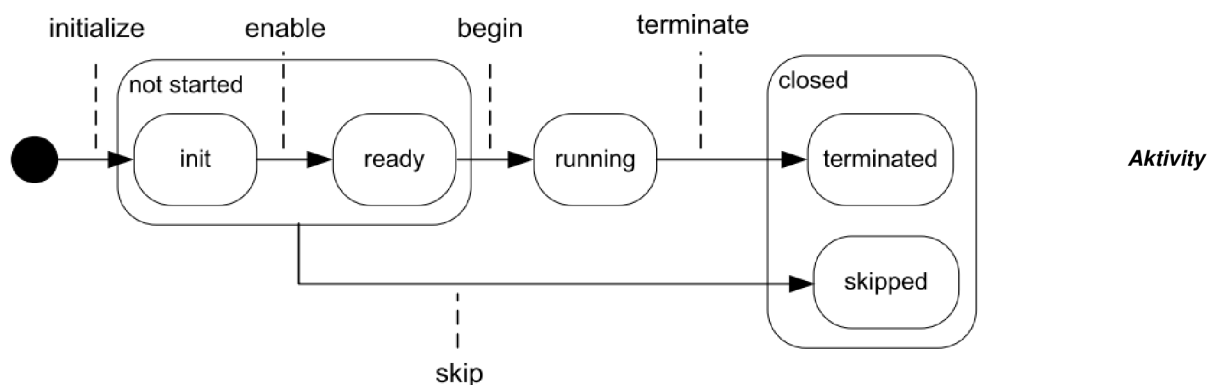 initialize
enable
begin
terminate
not started
closed
init
ready
running
terminated
Aktivity
skipped
skip